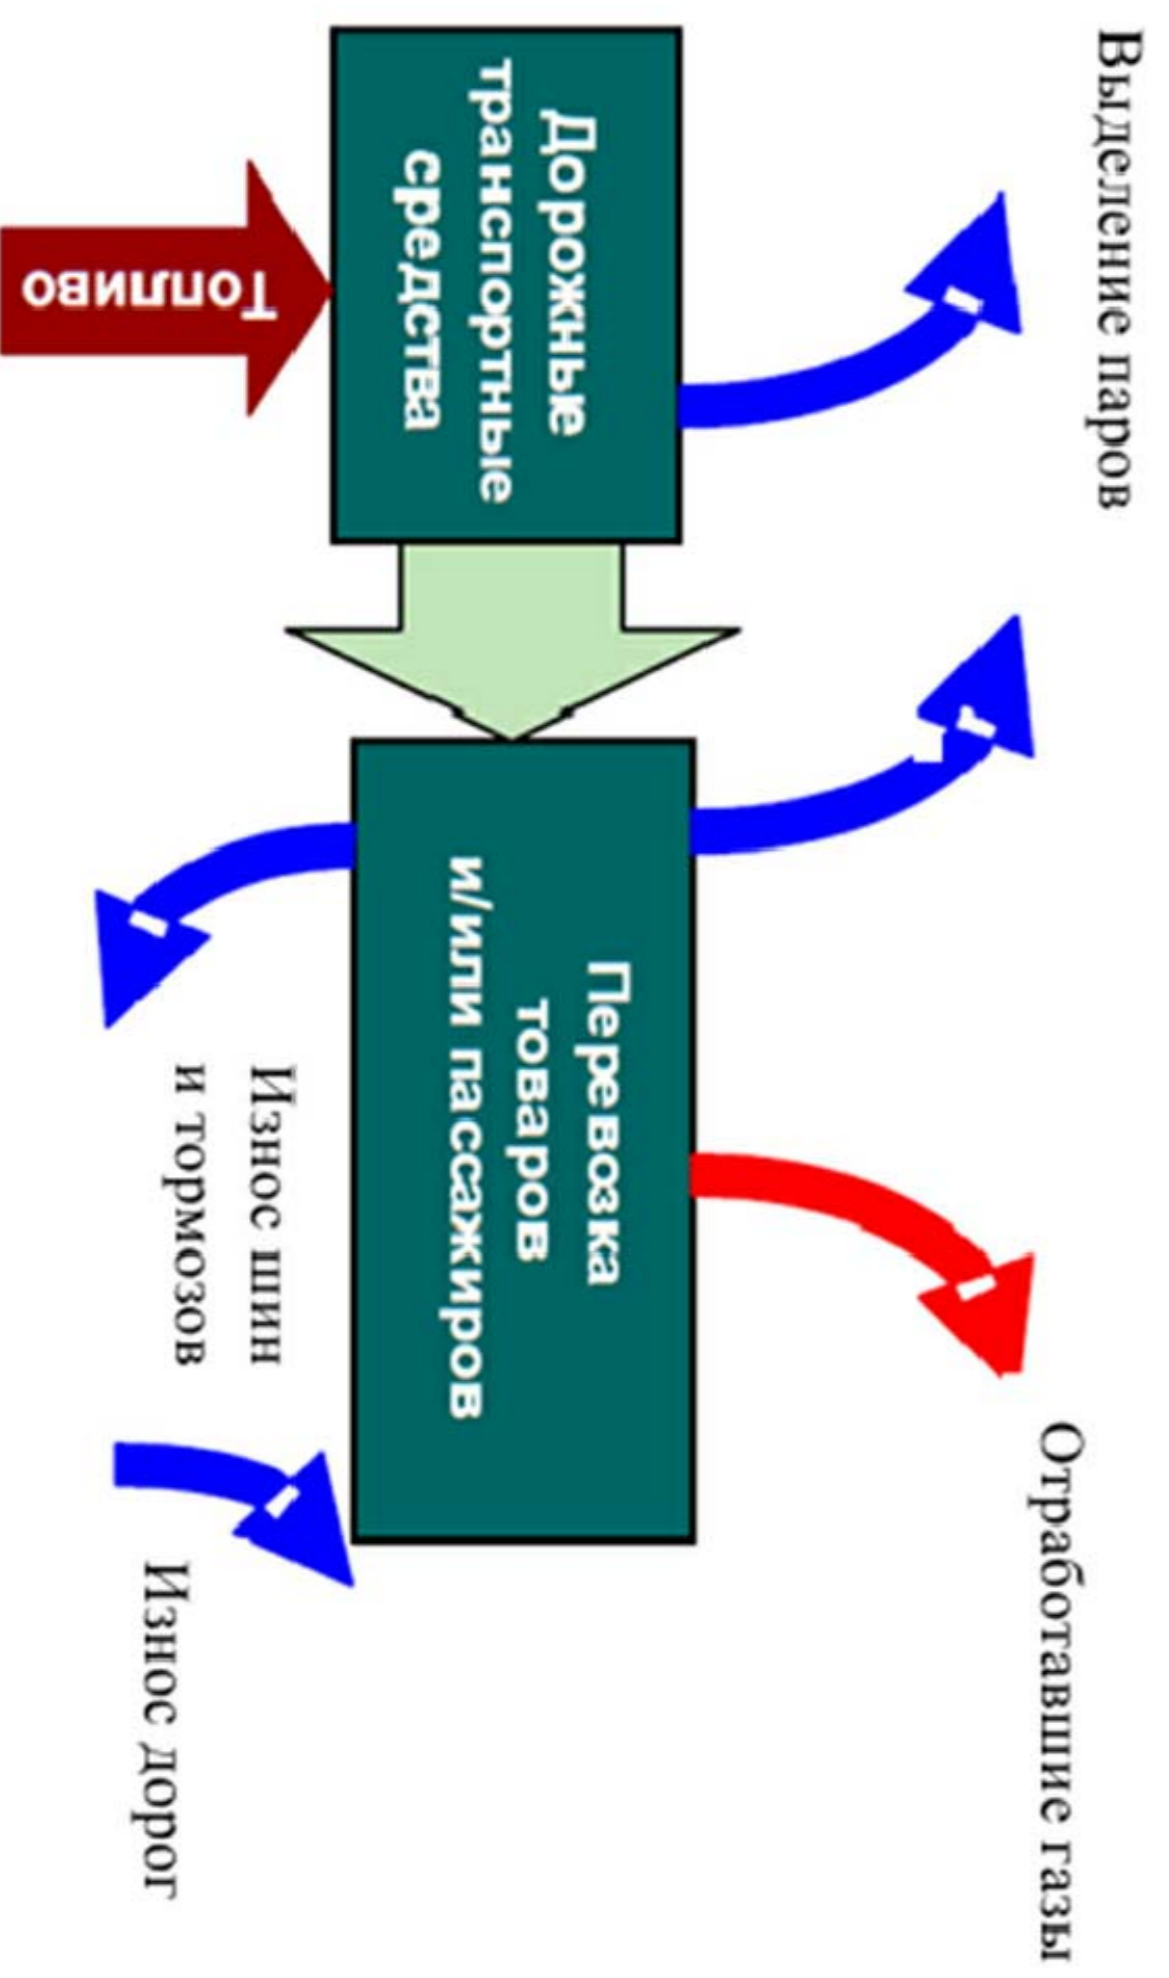 Выделение паров
Отработавшие газы
Дорожные
транспортные
средства
Перевозка
товаров
и/или пассажиров
Топливо
Износ шин
и тормозов
Износ дорог